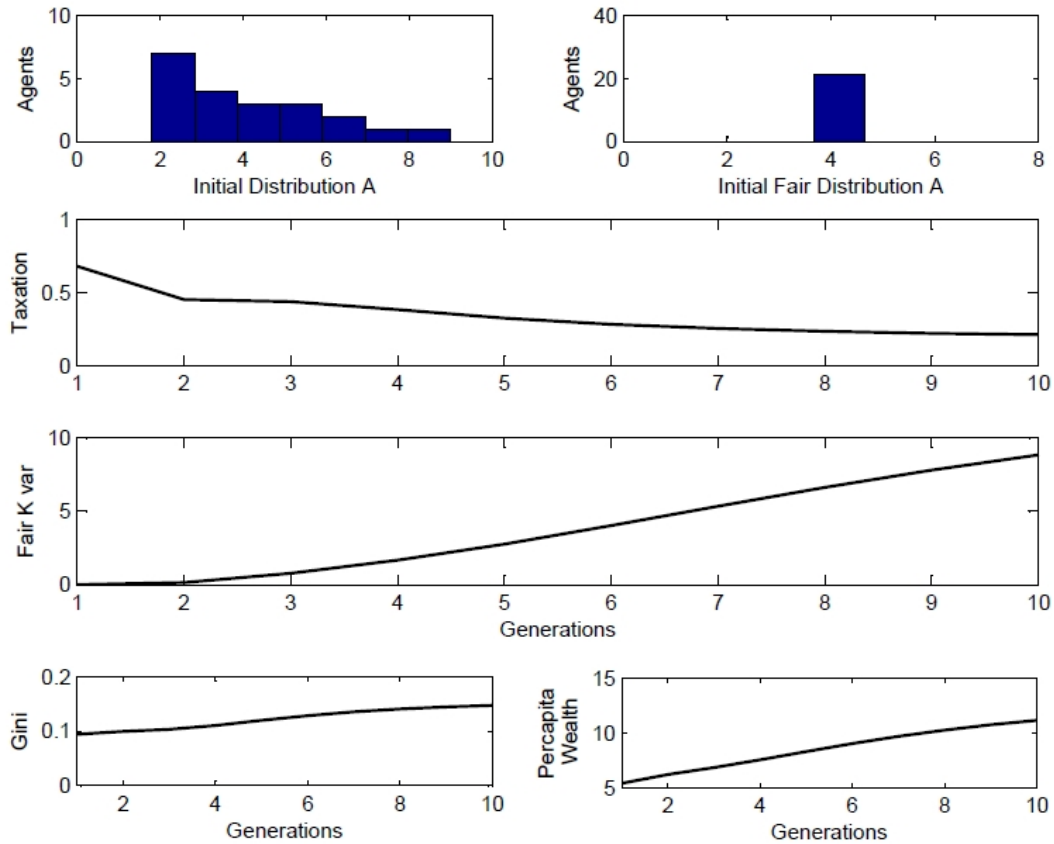 10
5
0
Agents
0 2 4 6 8 10
Initial Distribution A
40
20
0
Agents
0 2 4 6 8
Initial Fair Distribution A
1
0.5
0
Taxation
1 2 3 4 5 6 7 8 9 10
10
5
0
Fair K var
1 2 3 4 5 6 7 8 9 10
Generations
0.2
0.1
0
Gini
2 4 6 8 10
Generations
15
10
5
Percapita
Wealth
2 4 6 8 10
Generations